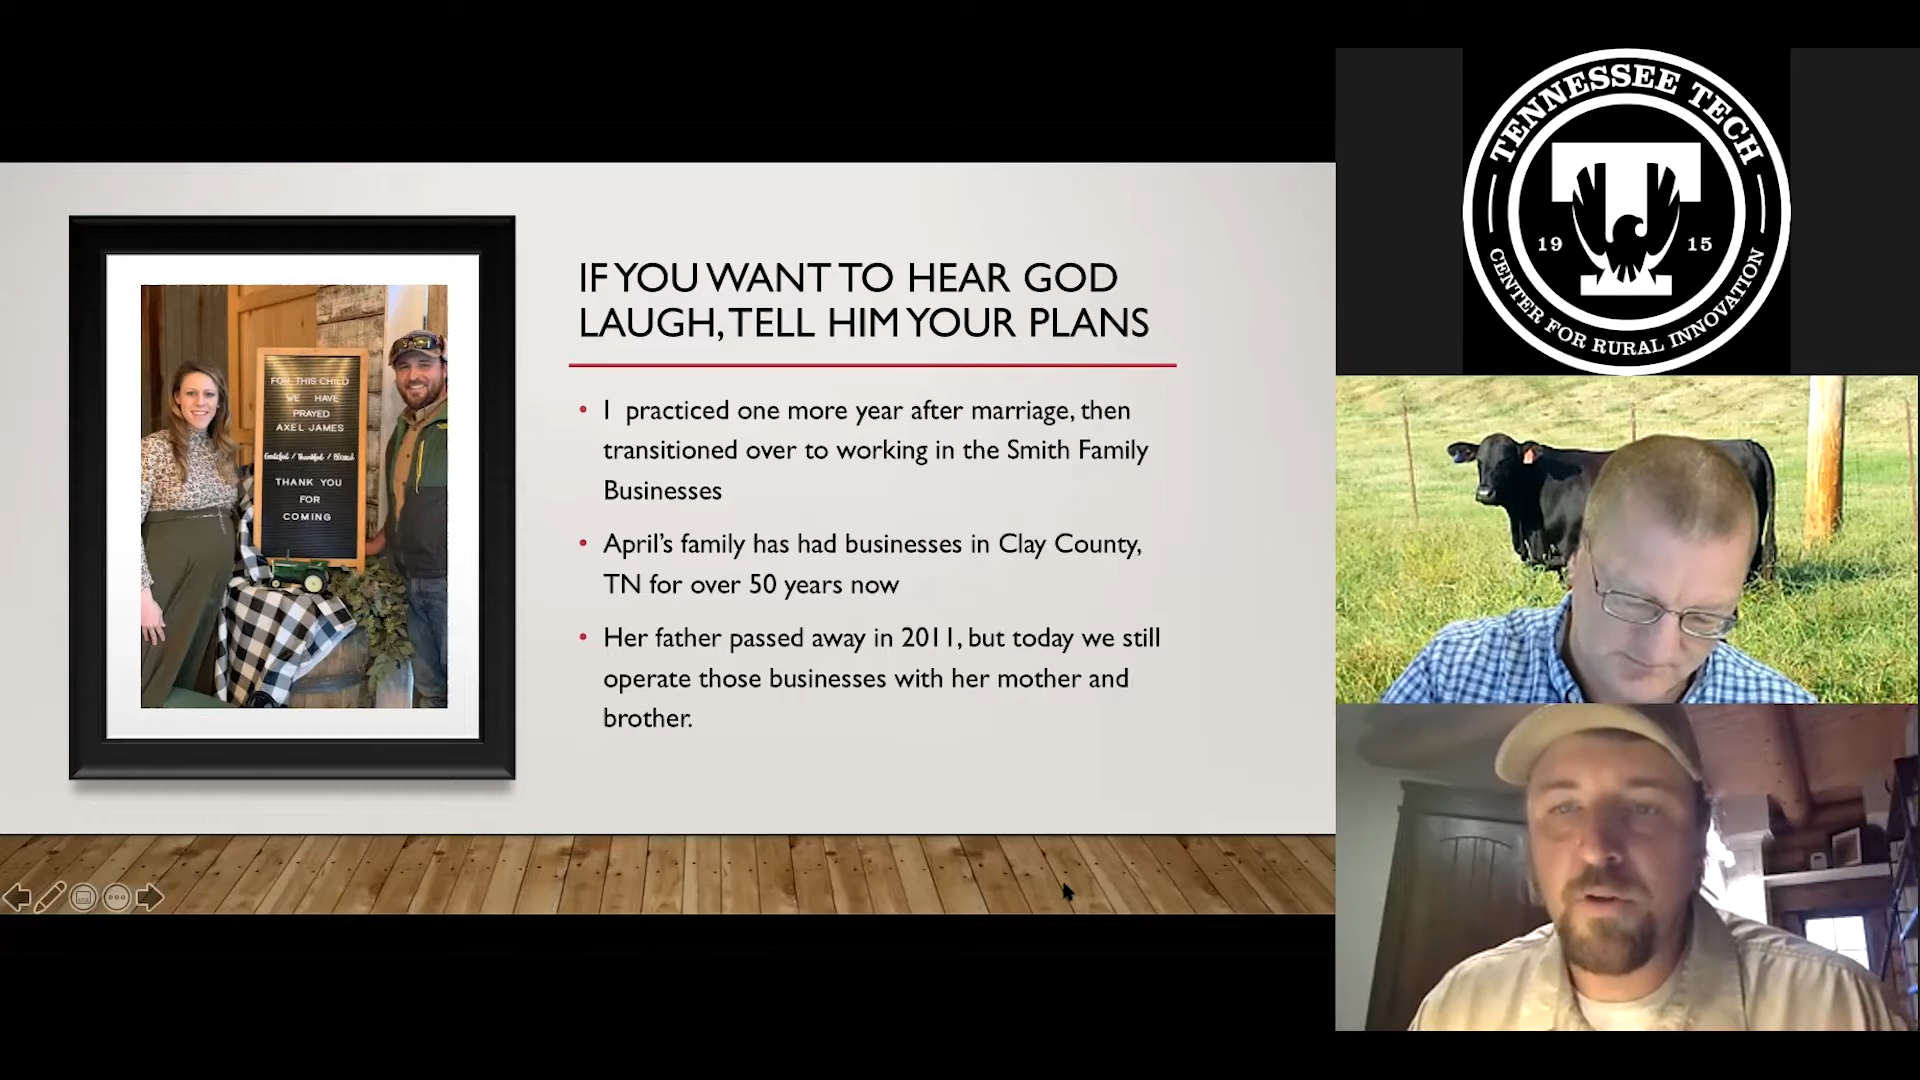 IF YOU WANT TO HEAR GOD
LAUGH, TELL HIM YOUR PLANS
• I practiced one more year after marriage, then
transitioned over to working in the Smith Family
Businesses
• April's family has had businesses in Clay County,
TN for over 50 years now
• Her father passed away in 2011, but today we still
operate those businesses with her mother and
brother.
FOR THIS CHILD
WE HAVE
PRAYED
AXEL JAMES
Grateful / Thankful / Blessed
THANK YOU
FOR
COMING
TENNESSEE TECH
T
19 15
CENTER FOR RURAL INNOVATION